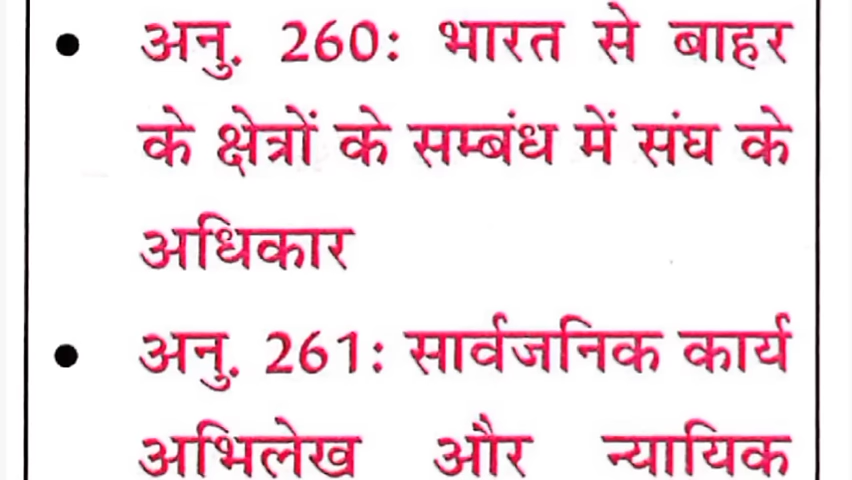 • अनु. 260: भारत से बाहर
के क्षेत्रों के सम्बंध में संघ के
अधिकार
• अनु. 261: सार्वजनिक कार्य
अभिलेख और न्यायिक